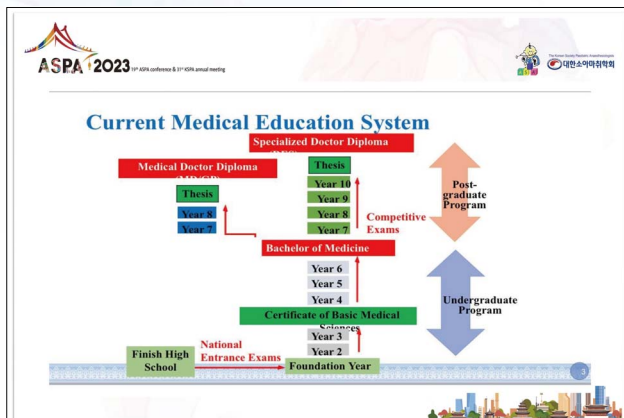 ASPA 2023 19th ASPA conference & 31st KSPA annual meeting
The Korean Society Pediatric Anesthesiologists
대한소아마취학회
Current Medical Education System
Specialized Doctor Diploma
Medical Doctor Diploma
Thesis
Thesis
Year 10
Year 9
Year 8
Year 8
Year 7
Year 7
Competitive
Exams
Post-
graduate
Program
Bachelor of Medicine
Year 6
Year 5
Year 4
Undergraduate
Program
Certificate of Basic Medical
Sciences
Year 3
Year 2
Finish High
School
National
Entrance Exams
Foundation Year
3